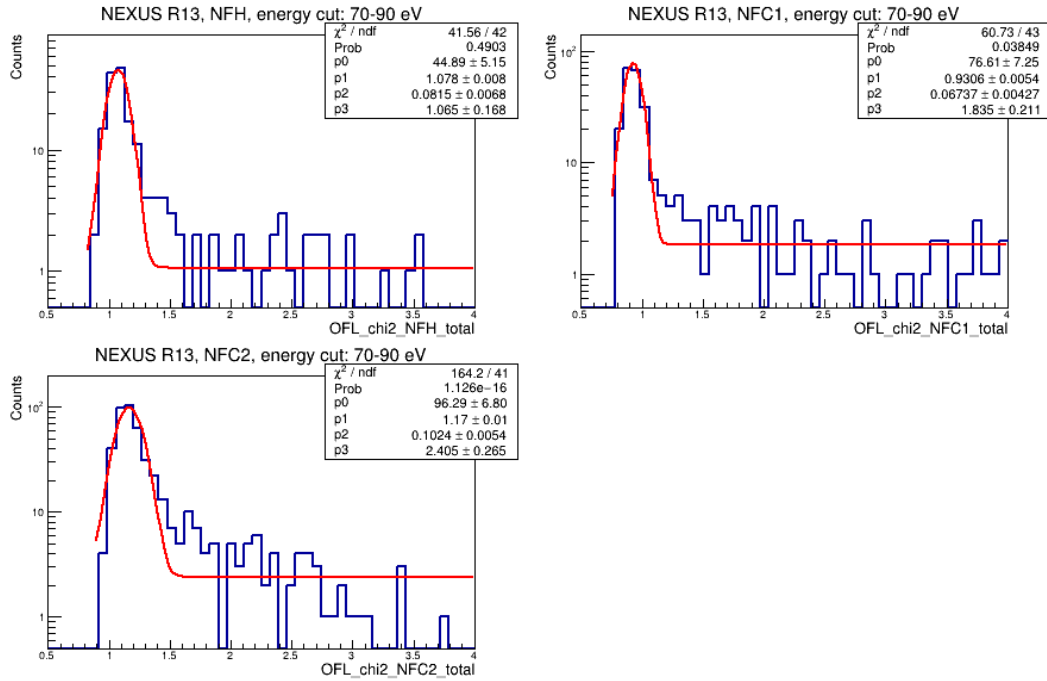 NEXUS R13, NFH, energy cut: 70-90 eV
Counts
χ² / ndf 41.56 / 42
Prob 0.4903
p0 44.89 ± 5.15
p1 1.078 ± 0.008
p2 0.0815 ± 0.0068
p3 1.065 ± 0.168
10
1
0.5 1 1.5 2 2.5 3 3.5 4
OFL_chi2_NFH_total
NEXUS R13, NFC1, energy cut: 70-90 eV
Counts
χ² / ndf 60.73 / 43
Prob 0.03849
p0 76.61 ± 7.25
p1 0.9306 ± 0.0054
p2 0.06737 ± 0.00427
p3 1.835 ± 0.211
10²
10
1
0.5 1 1.5 2 2.5 3 3.5 4
OFL_chi2_NFC1_total
NEXUS R13, NFC2, energy cut: 70-90 eV
Counts
χ² / ndf 164.2 / 41
Prob 1.126e−16
p0 96.29 ± 6.80
p1 1.17 ± 0.01
p2 0.1024 ± 0.0054
p3 2.405 ± 0.265
10²
10
1
0.5 1 1.5 2 2.5 3 3.5 4
OFL_chi2_NFC2_total